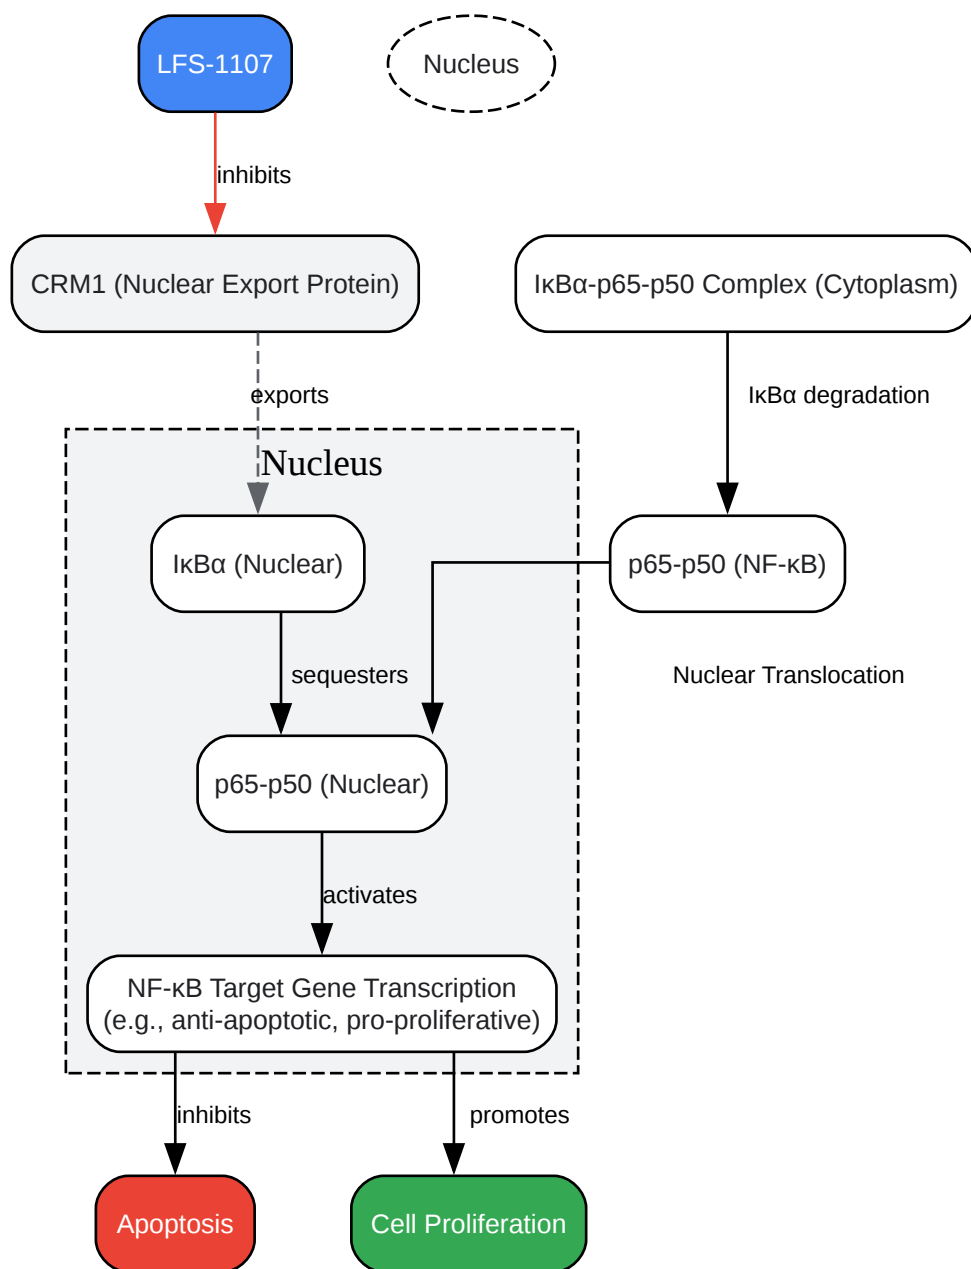 LFS-1107
Nucleus
inhibits
CRM1 (Nuclear Export Protein)
IκBα-p65-p50 Complex (Cytoplasm)
exports
IκBα degradation
Nucleus
IκBα (Nuclear)
p65-p50 (NF-κB)
sequesters
Nuclear Translocation
p65-p50 (Nuclear)
activates
NF-κB Target Gene Transcription
(e.g., anti-apoptotic, pro-proliferative)
inhibits
promotes
Apoptosis
Cell Proliferation